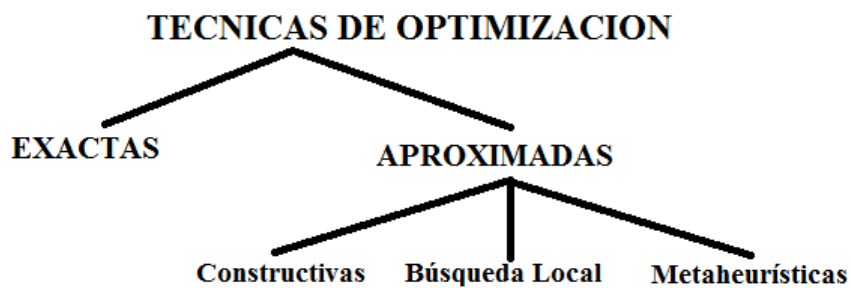 TECNICAS DE OPTIMIZACION
EXACTAS
APROXIMADAS
Constructivas Búsqueda Local Metaheurísticas